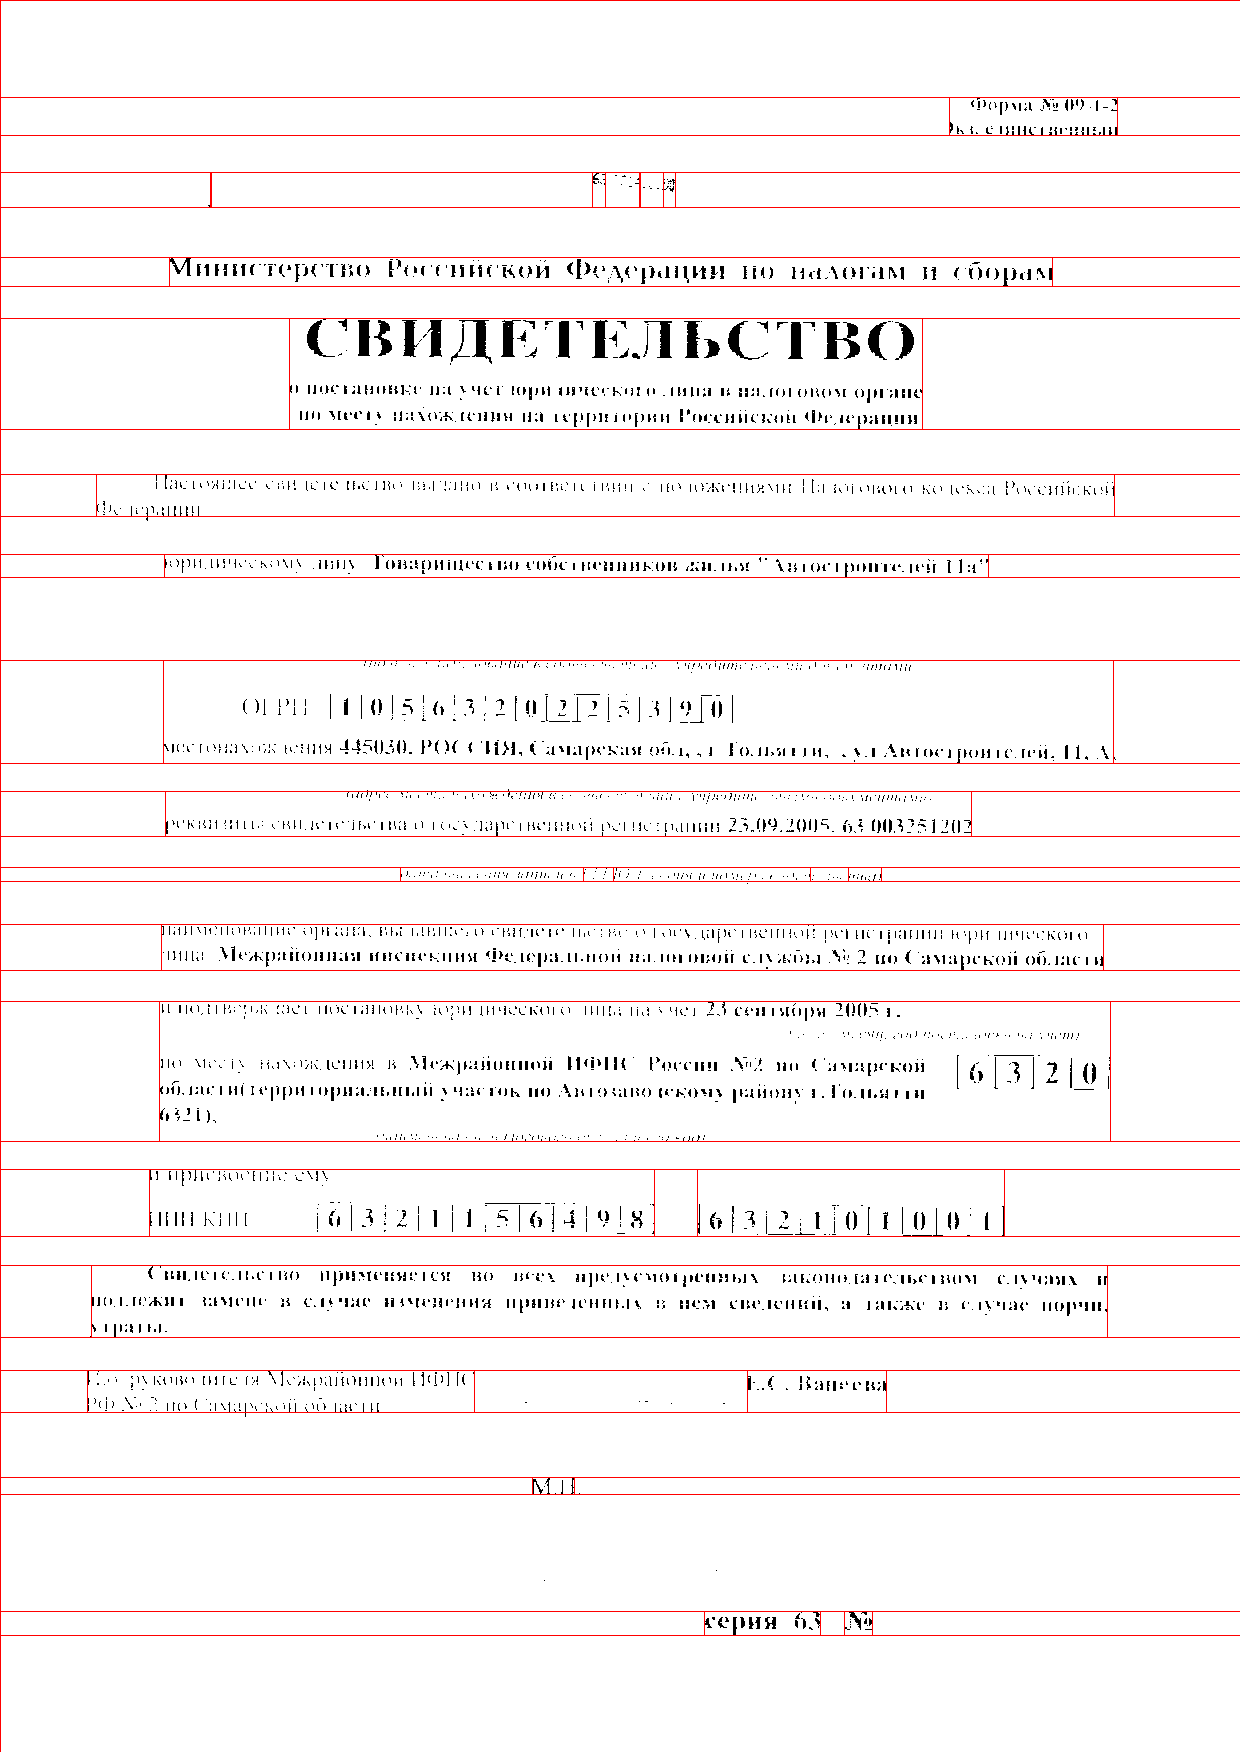 Форма № 09-1-2
Экз. единственный
63
Министерство Российской Федерации по налогам и сборам
СВИДЕТЕЛЬСТВО
о постановке на учет юридического лица в налоговом органе
по месту нахождения на территории Российской Федерации
Настоящее свидетельство выдано в соответствии с положениями Налогового кодекса Российской
Федерации
юридическому лицу Товарищество собственников жилья "Автостроителей 11а"
ОГРН 1 0 5 6 3 2 0 2 2 5 3 9 0
местонахождения 445030, РОССИЯ, Самарская обл, , г Тольятти, , ул Автостроителей, 11, А,
реквизиты свидетельства о государственной регистрации 23.09.2005, 63 003251202
наименование органа, выдавшего свидетельство о государственной регистрации юридического
лица Межрайонная инспекция Федеральной налоговой службы № 2 по Самарской области
и подтверждает постановку юридического лица на учет 23 сентября 2005 г.
по месту нахождения в Межрайонной ИФНС России №2 по Самарской
области(территориальный участок по Автозаводскому району г.Тольятти
6321), 6 3 2 0
и присвоение ему
ИНН КПП 6 3 2 1 1 5 6 4 9 8 6 3 2 1 0 1 0 0 1
Свидетельство применяется во всех предусмотренных законодательством случаях и
подлежит замене в случае изменения приведенных в нем сведений, а также в случае порчи,
утраты.
И.о. руководителя Межрайонной ИФНС Е.С. Ванеева
РФ № 2 по Самарской области
М.П.
серия 63 №